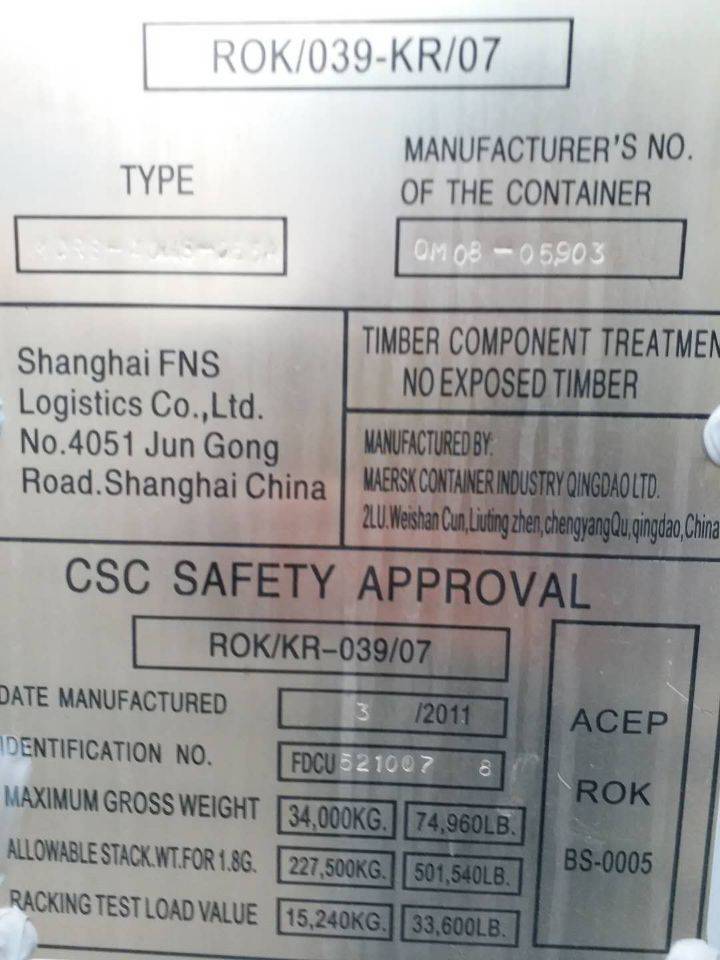 ROK/039-KR/07
TYPE
MANUFACTURER'S NO.
OF THE CONTAINER
QM08-05903
Shanghai FNS
Logistics Co.,Ltd.
No.4051 Jun Gong
Road.Shanghai China
TIMBER COMPONENT TREATMEN
NO EXPOSED TIMBER
MANUFACTURED BY:
MAERSK CONTAINER INDUSTRY QINGDAO LTD.
2LU.Weishan Cun,Liuting zhen,chengyangQu,qingdao,China
CSC SAFETY APPROVAL
ROK/KR-039/07
DATE MANUFACTURED 3 /2011
IDENTIFICATION NO. FDCU 521007 8
MAXIMUM GROSS WEIGHT 34,000KG. 74,960LB.
ALLOWABLE STACK.WT.FOR 1.8G. 227,500KG. 501,540LB.
RACKING TEST LOAD VALUE 15,240KG. 33,600LB.
ACEP
ROK
BS-0005